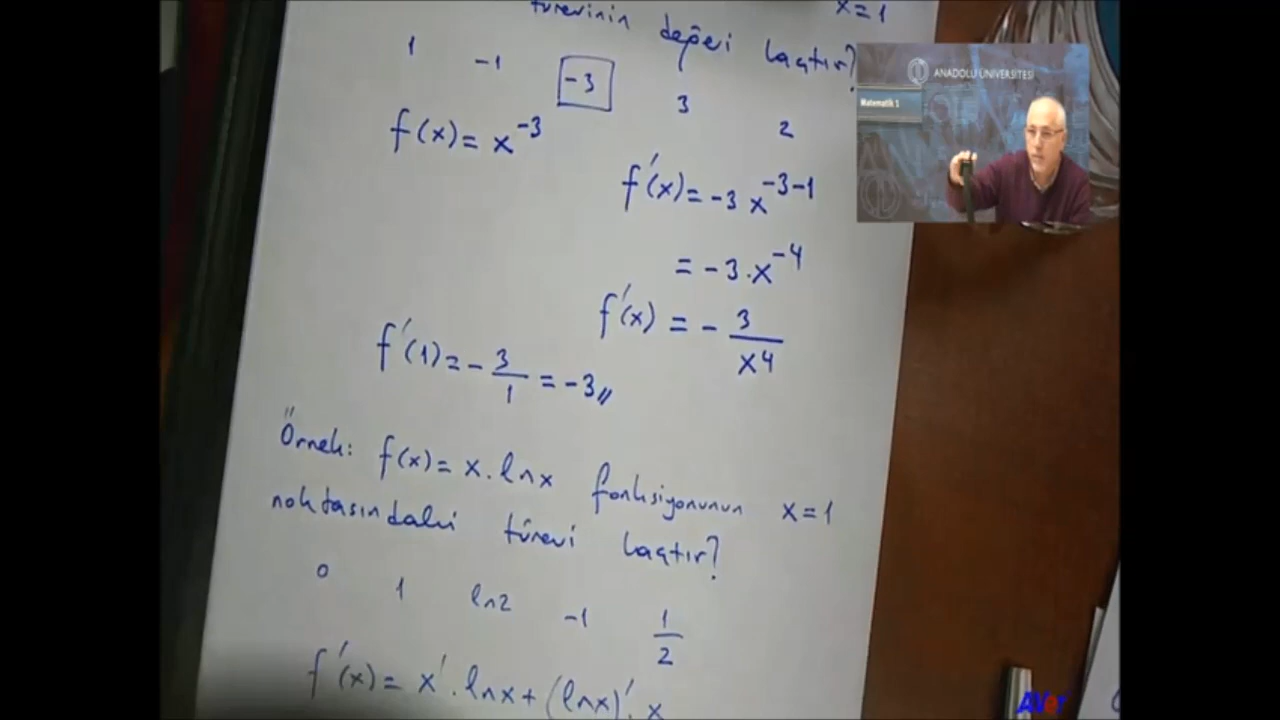 türevinin değeri kaçtır? x=1
1 -1 -3 3 2
f(x)= x^-3
f'(x)= -3 x^-3-1
= -3.x^-4
f'(x) = - 3/x^4
f'(1)= - 3/1 = -3
Örnek: f(x)= x.lnx fonksiyonunun x=1
noktasındaki türevi kaçtır?
0 1 ln2 -1 1/2
f'(x)= x'.lnx+(lnx)'.x
ANADOLU ÜNİVERSİTESİ
Matematik 1